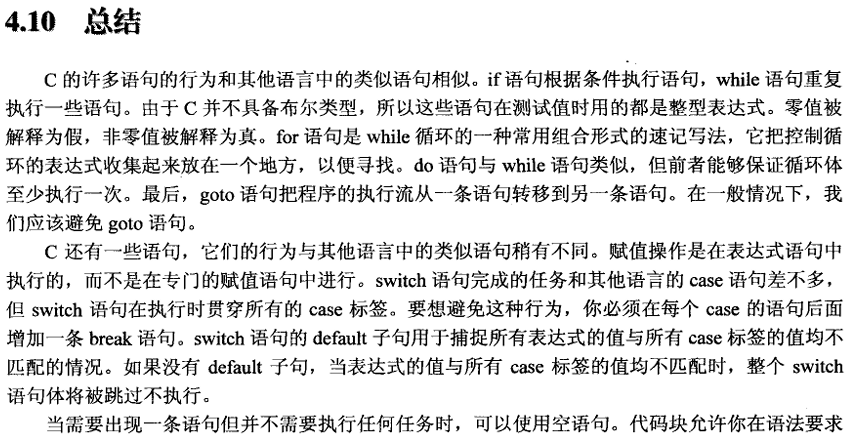 4.10 总结
C 的许多语句的行为和其他语言中的类似语句相似。if 语句根据条件执行语句，while 语句重复
执行一些语句。由于 C 并不具备布尔类型，所以这些语句在测试值时用的都是整型表达式。零值被
解释为假，非零值被解释为真。for 语句是 while 循环的一种常用组合形式的速记写法，它把控制循
环的表达式收集起来放在一个地方，以便寻找。do 语句与 while 语句类似，但前者能够保证循环体
至少执行一次。最后，goto 语句把程序的执行流从一条语句转移到另一条语句。在一般情况下，我
们应该避免 goto 语句。
C 还有一些语句，它们的行为与其他语言中的类似语句稍有不同。赋值操作是在表达式语句中
执行的，而不是在专门的赋值语句中进行。switch 语句完成的任务和其他语言的 case 语句差不多，
但 switch 语句在执行时贯穿所有的 case 标签。要想避免这种行为，你必须在每个 case 的语句后面
增加一条 break 语句。switch 语句的 default 子句用于捕捉所有表达式的值与所有 case 标签的值均不
匹配的情况。如果没有 default 子句，当表达式的值与所有 case 标签的值均不匹配时，整个 switch
语句体将被跳过不执行。
当需要出现一条语句但并不需要执行任何任务时，可以使用空语句。代码块允许你在语法要求